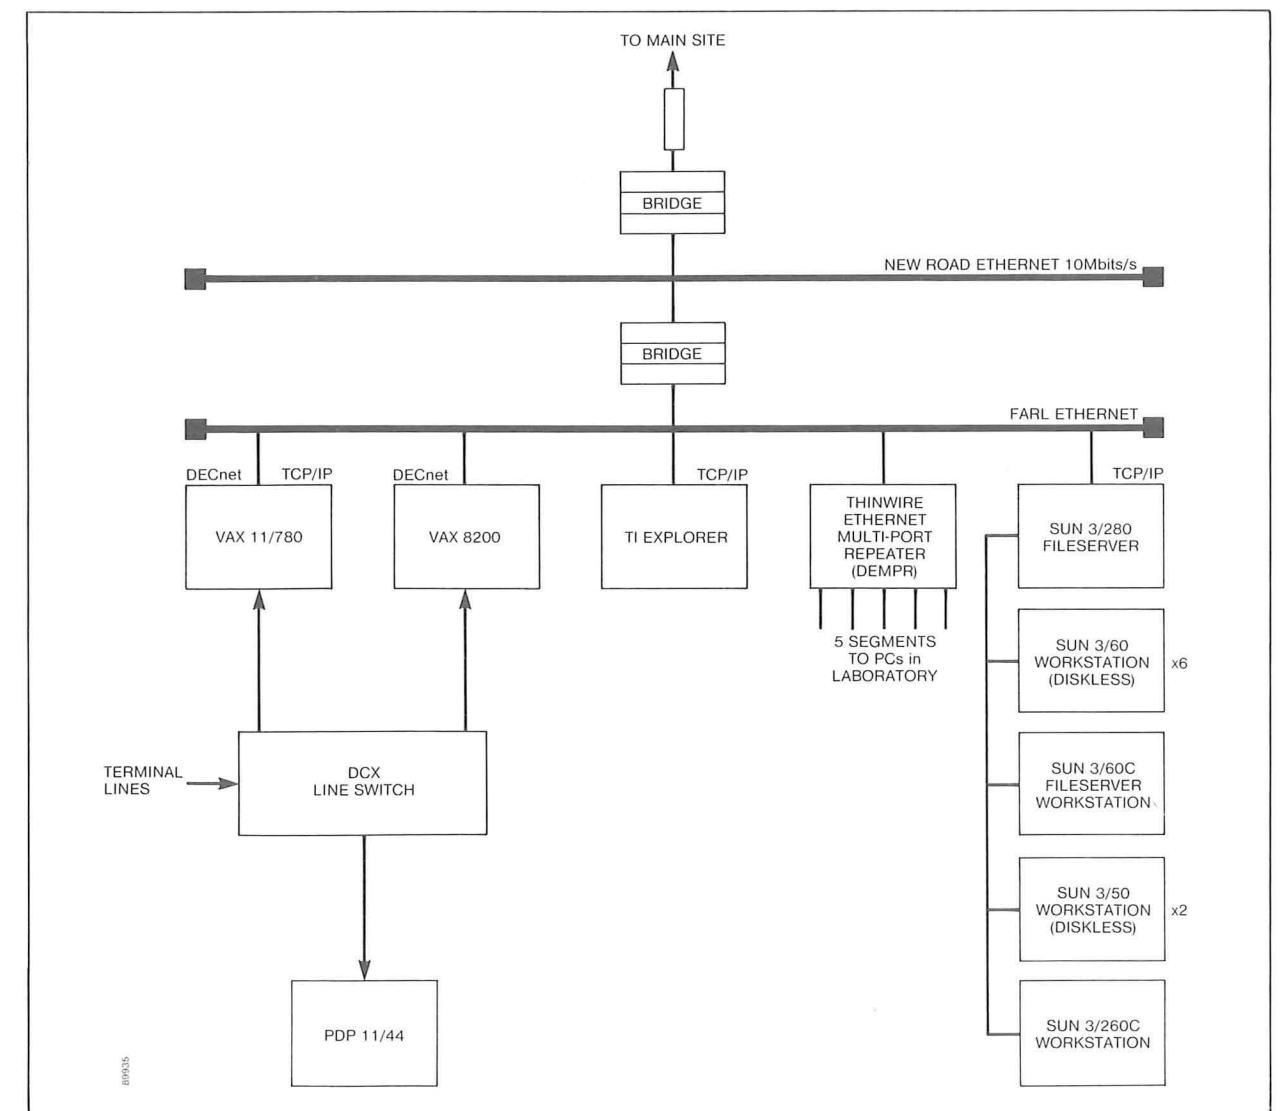 TO MAIN SITE
BRIDGE
NEW ROAD ETHERNET 10Mbits/s
BRIDGE
FARL ETHERNET
DECnet TCP/IP
VAX 11/780
DECnet
VAX 8200
TCP/IP
TI EXPLORER
THINWIRE
ETHERNET
MULTI-PORT
REPEATER
(DEMPR)
5 SEGMENTS
TO PCs in
LABORATORY
TCP/IP
SUN 3/280
FILESERVER
SUN 3/60
WORKSTATION
(DISKLESS)
x6
SUN 3/60C
FILESERVER
WORKSTATION
SUN 3/50
WORKSTATION
(DISKLESS)
x2
SUN 3/260C
WORKSTATION
TERMINAL
LINES
DCX
LINE SWITCH
PDP 11/44
89935